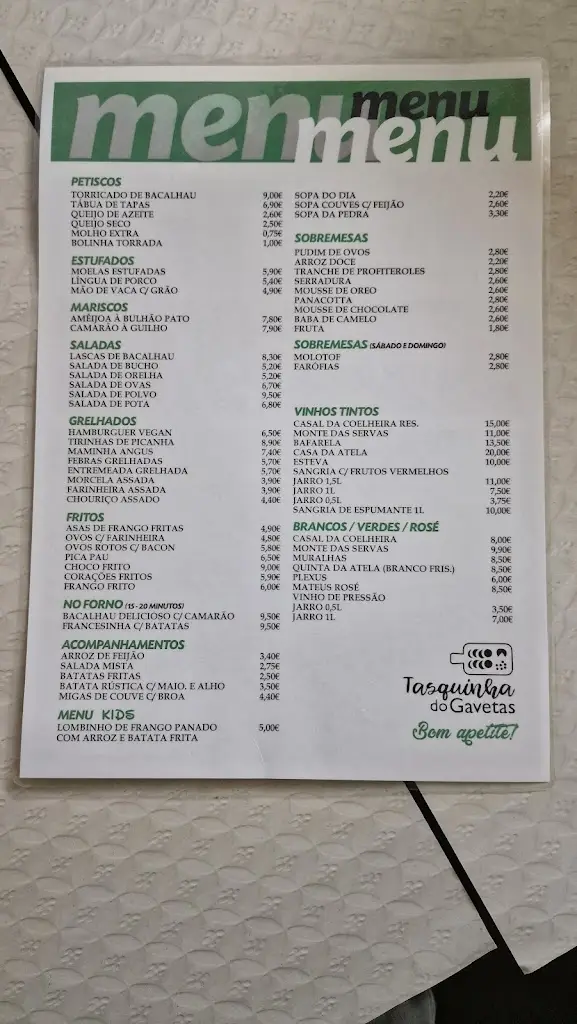 menu menu menu
PETISCOS
TORRICADO DE BACALHAU 9,00€
TÁBUA DE TAPAS 6,90€
QUEIJO DE AZEITE 2,60€
QUEIJO SECO 2,50€
MOLHO EXTRA 0,75€
BOLINHA TORRADA 1,00€
ESTUFADOS
MOELAS ESTUFADAS 5,90€
LÍNGUA DE PORCO 5,40€
MÃO DE VACA C/ GRÃO 4,90€
MARISCOS
AMÊIJOA À BULHÃO PATO 7,80€
CAMARÃO À GUILHO 7,90€
SALADAS
LASCAS DE BACALHAU 8,30€
SALADA DE BUCHO 5,20€
SALADA DE ORELHA 5,20€
SALADA DE OVAS 6,70€
SALADA DE POLVO 9,50€
SALADA DE POTA 6,80€
GRELHADOS
HAMBURGUER VEGAN 6,50€
TIRINHAS DE PICANHA 8,90€
MAMINHA ANGUS 7,40€
FEBRAS GRELHADAS 5,70€
ENTREMEADA GRELHADA 5,70€
MORCELA ASSADA 3,90€
FARINHEIRA ASSADA 3,90€
CHOURIÇO ASSADO 4,40€
FRITOS
ASAS DE FRANGO FRITAS 4,90€
OVOS C/ FARINHEIRA 4,80€
OVOS ROTOS C/ BACON 5,80€
PICA PAU 6,50€
CHOCO FRITO 9,00€
CORAÇÕES FRITOS 5,90€
FRANGO FRITO 6,00€
NO FORNO (15 - 20 MINUTOS)
BACALHAU DELICIOSO C/ CAMARÃO 9,50€
FRANCESINHA C/ BATATAS 9,50€
ACOMPANHAMENTOS
ARROZ DE FEIJÃO 3,40€
SALADA MISTA 2,75€
BATATAS FRITAS 2,50€
BATATA RÚSTICA C/ MAIO. E ALHO 3,50€
MIGAS DE COUVE C/ BROA 4,40€
MENU KIDS
LOMBINHO DE FRANGO PANADO 5,00€
COM ARROZ E BATATA FRITA
SOPA DO DIA 2,20€
SOPA COUVES C/ FEIJÃO 2,60€
SOPA DA PEDRA 3,30€
SOBREMESAS
PUDIM DE OVOS 2,80€
ARROZ DOCE 2,20€
TRANCHE DE PROFITEROLES 2,80€
SERRADURA 2,60€
MOUSSE DE OREO 2,60€
PANACOTTA 2,80€
MOUSSE DE CHOCOLATE 2,60€
BABA DE CAMELO 2,60€
FRUTA 1,80€
SOBREMESAS (SÁBADO E DOMINGO)
MOLOTOF 2,80€
FARÓFIAS 2,80€
VINHOS TINTOS
CASAL DA COELHEIRA RES. 15,00€
MONTE DAS SERVAS 11,00€
BAFARELA 13,50€
CASA DA ATELA 20,00€
ESTEVA 10,00€
SANGRIA C/ FRUTOS VERMELHOS
JARRO 1,5L 11,00€
JARRO 1L 7,50€
JARRO 0,5L 3,75€
SANGRIA DE ESPUMANTE 1L 10,00€
BRANCOS / VERDES / ROSÉ
CASAL DA COELHEIRA 8,00€
MONTE DAS SERVAS 9,90€
MURALHAS 8,50€
QUINTA DA ATELA (BRANCO FRIS.) 8,50€
PLEXUS 6,00€
MATEUS ROSÉ 8,50€
VINHO DE PRESSÃO
JARRO 0,5L 3,50€
JARRO 1L 7,00€
Tasquinha
do Gavetas
Bom apetite!